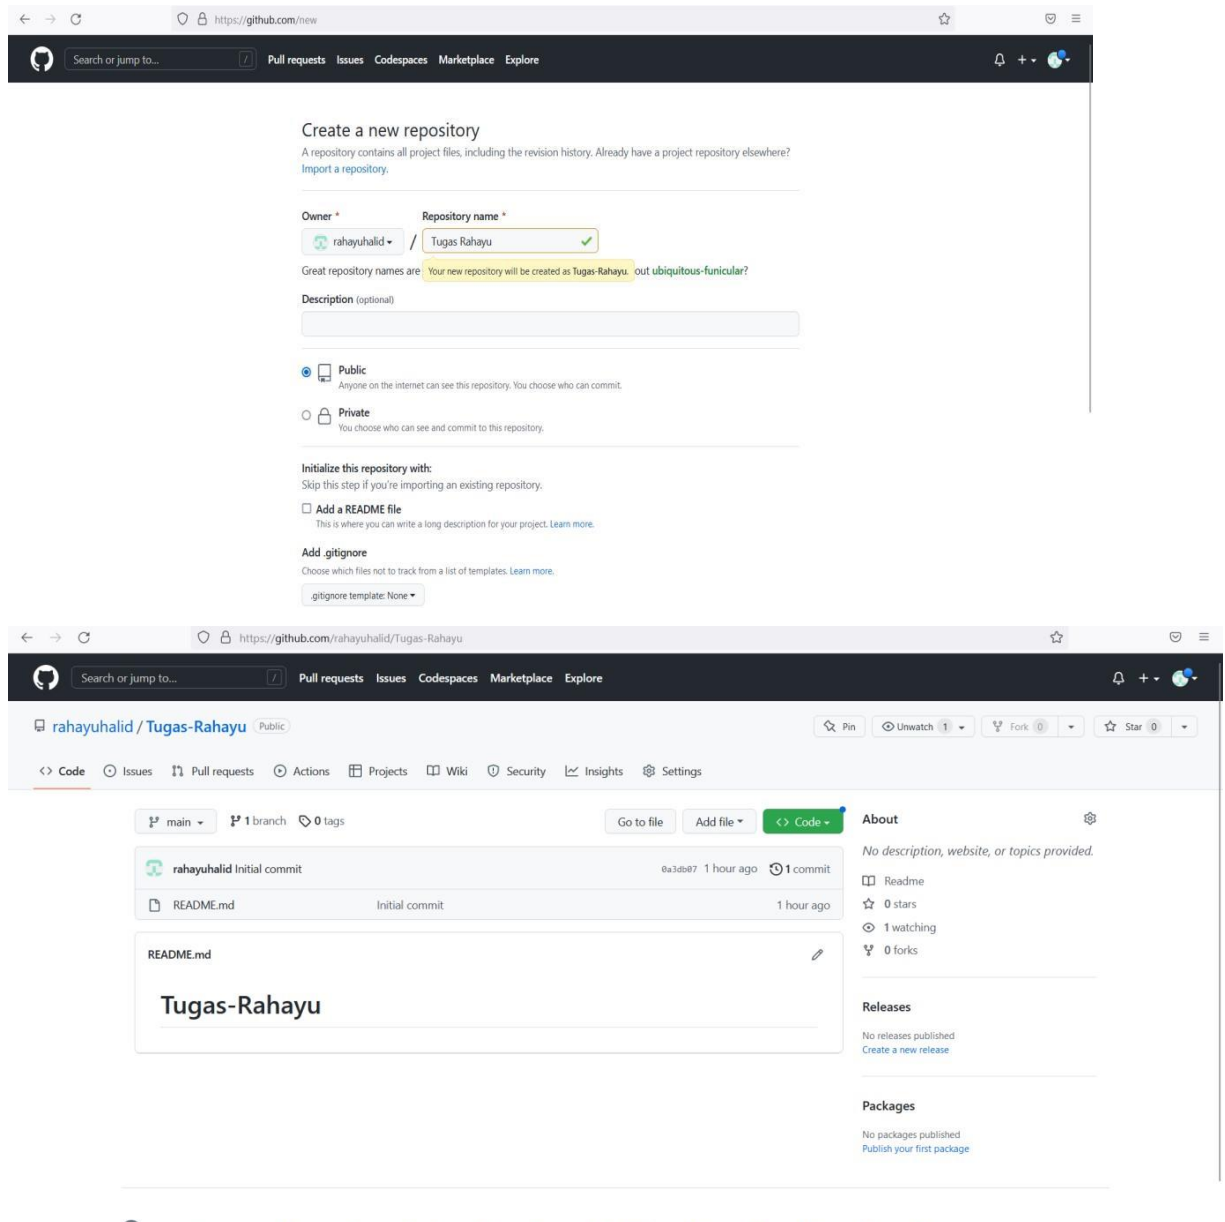 https://github.com/new
Search or jump to... /
Pull requests Issues Codespaces Marketplace Explore
Create a new repository
A repository contains all project files, including the revision history. Already have a project repository elsewhere?
Import a repository.
Owner * Repository name *
rahayuhalid / Tugas Rahayu
Great repository names are Your new repository will be created as Tugas-Rahayu. out ubiquitous-funicular?
Description (optional)
Public
Anyone on the internet can see this repository. You choose who can commit.
Private
You choose who can see and commit to this repository.
Initialize this repository with:
Skip this step if you're importing an existing repository.
Add a README file
This is where you can write a long description for your project. Learn more.
Add .gitignore
Choose which files not to track from a list of templates. Learn more.
.gitignore template: None
https://github.com/rahayuhalid/Tugas-Rahayu
Search or jump to... /
Pull requests Issues Codespaces Marketplace Explore
rahayuhalid / Tugas-Rahayu Public
Pin Unwatch 1 Fork 0 Star 0
<> Code Issues Pull requests Actions Projects Wiki Security Insights Settings
main 1 branch 0 tags
Go to file Add file <> Code
rahayuhalid Initial commit 0a3db07 1 hour ago 1 commit
README.md Initial commit 1 hour ago
README.md
Tugas-Rahayu
About
No description, website, or topics provided.
Readme
0 stars
1 watching
0 forks
Releases
No releases published
Create a new release
Packages
No packages published
Publish your first package